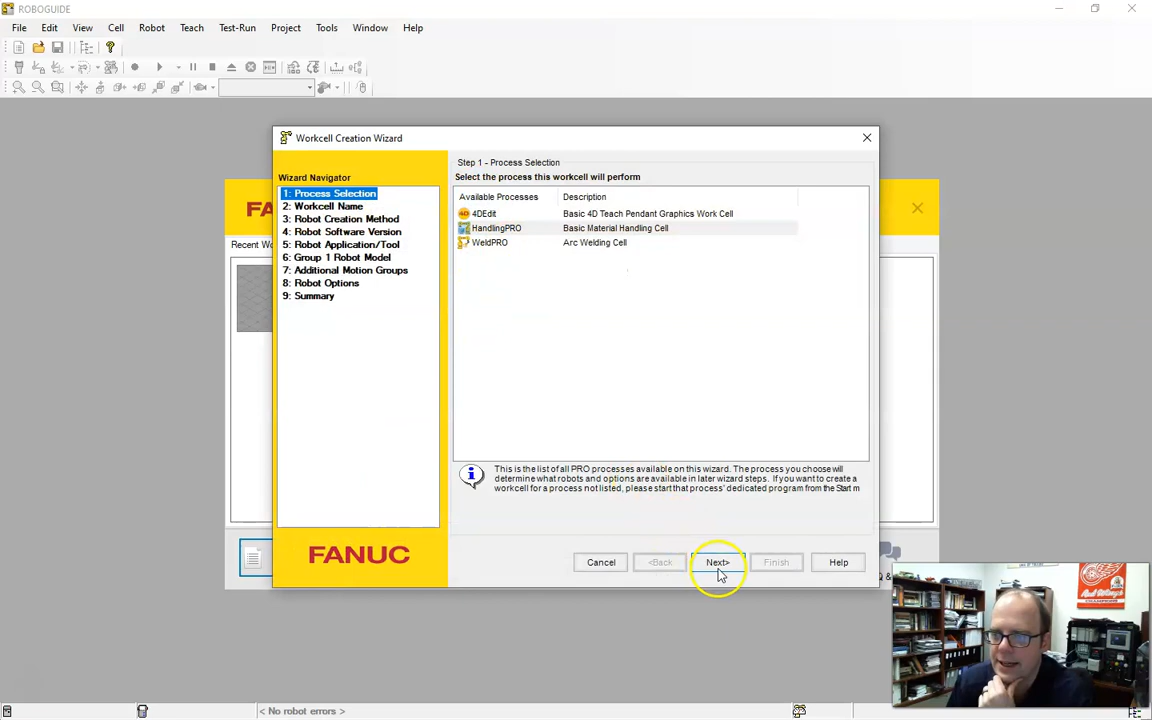 ROBOGUIDE
File Edit View Cell Robot Teach Test-Run Project Tools Window Help
Workcell Creation Wizard
Wizard Navigator
1: Process Selection
2: Workcell Name
3: Robot Creation Method
4: Robot Software Version
5: Robot Application/Tool
6: Group 1 Robot Model
7: Additional Motion Groups
8: Robot Options
9: Summary
FANUC
Step 1 - Process Selection
Select the process this workcell will perform
Available Processes Description
4DEdit Basic 4D Teach Pendant Graphics Work Cell
HandlingPRO Basic Material Handling Cell
WeldPRO Arc Welding Cell
This is the list of all PRO processes available on this wizard. The process you choose will
determine what robots and options are available in later wizard steps. If you want to create a
workcell for a process not listed, please start that process' dedicated program from the Start m
Cancel <Back Next> Finish Help
FA
Recent Wo
&
Red Wings
< No robot errors >